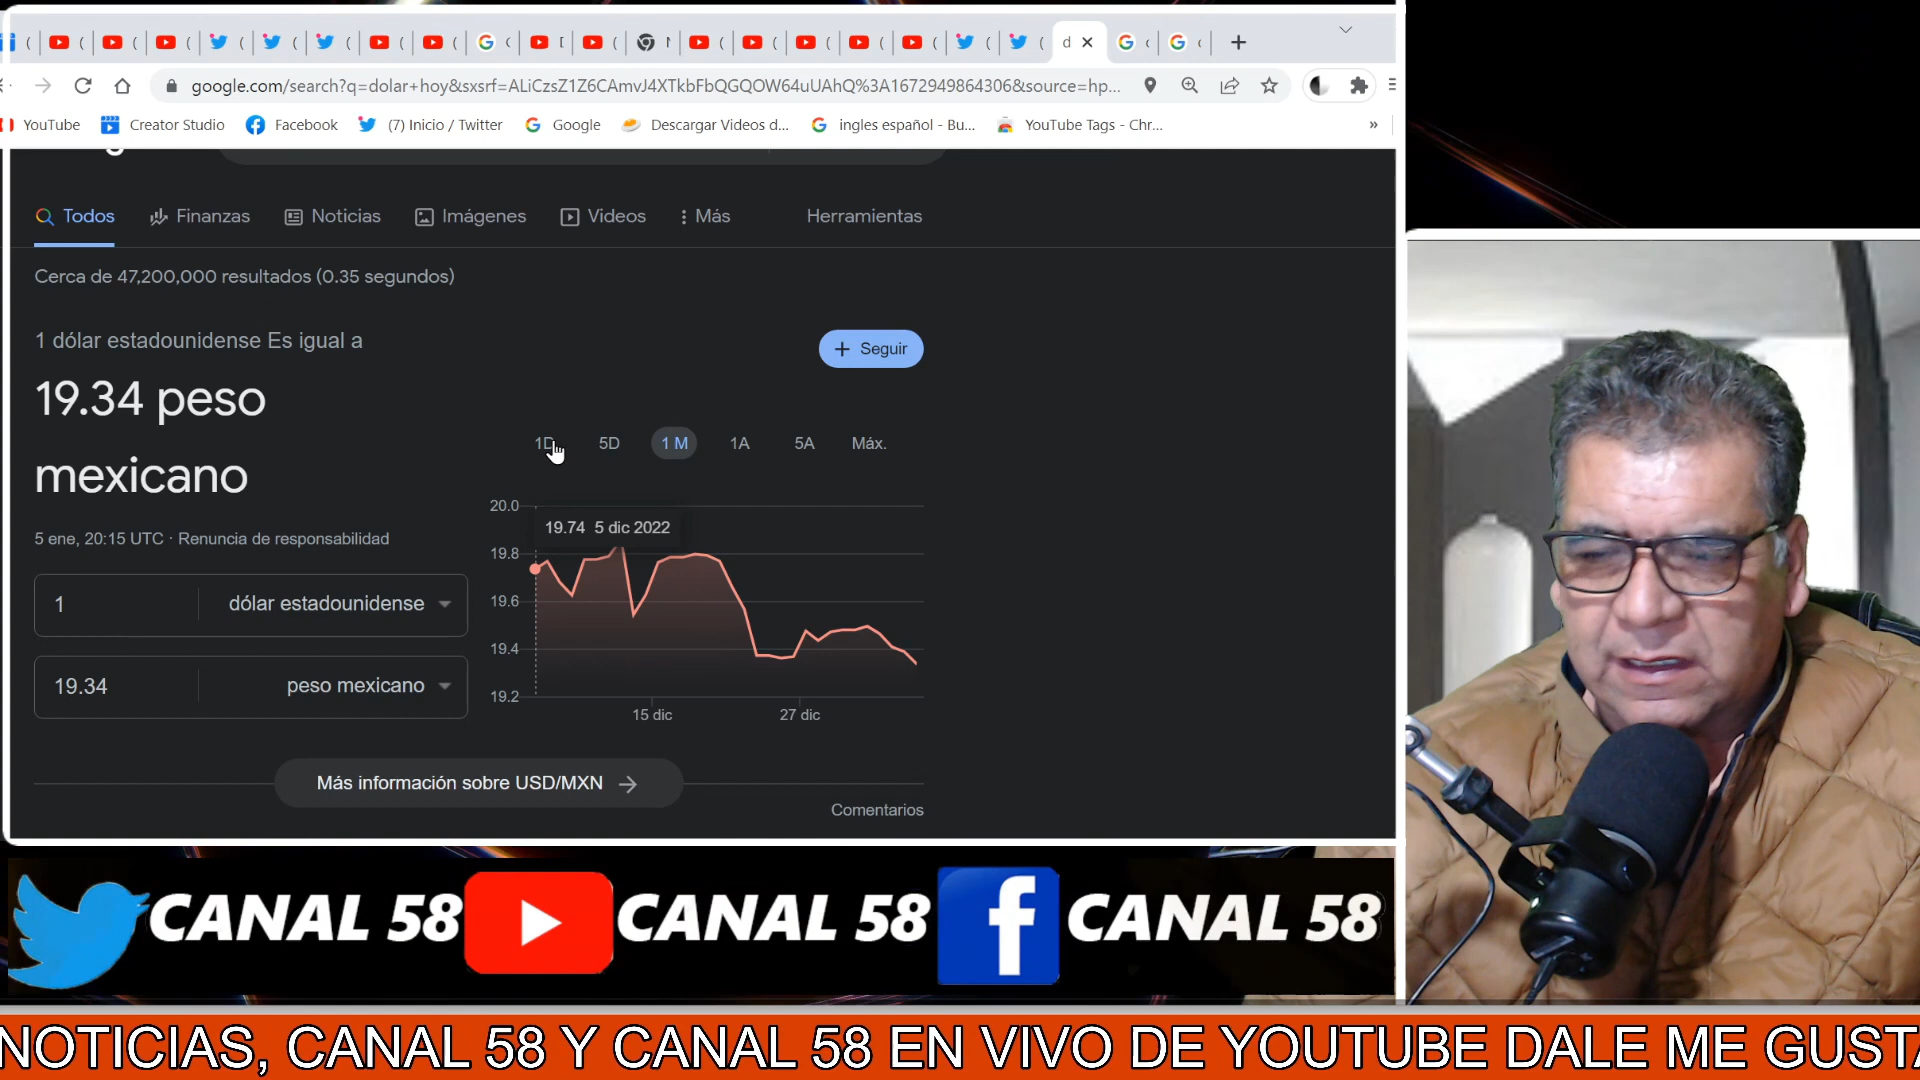 d
google.com/search?q=dolar+hoy&sxsrf=ALiCzsZ1Z6CAmvJ4XTkbFbQGQOW64uUAhQ%3A1672949864306&source=hp...
YouTube Creator Studio Facebook (7) Inicio / Twitter Google Descargar Videos d... ingles español - Bu... YouTube Tags - Chr... »
Todos Finanzas Noticias Imágenes Videos Más Herramientas
Cerca de 47,200,000 resultados (0.35 segundos)
1 dólar estadounidense Es igual a
+ Seguir
19.34 peso
mexicano
1D 5D 1 M 1A 5A Máx.
5 ene, 20:15 UTC · Renuncia de responsabilidad
1 dólar estadounidense
19.34 peso mexicano
20.0
19.74 5 dic 2022
19.8
19.6
19.4
19.2
15 dic 27 dic
Más información sobre USD/MXN
Comentarios
CANAL 58 CANAL 58 f CANAL 58
NOTICIAS, CANAL 58 Y CANAL 58 EN VIVO DE YOUTUBE DALE ME GUSTA